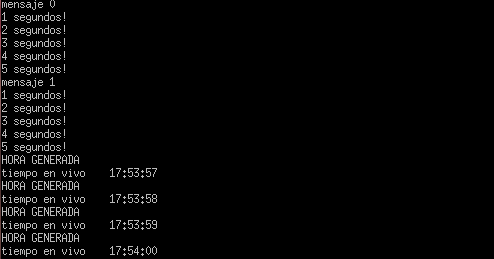 mensaje 0
1 segundos!
2 segundos!
3 segundos!
4 segundos!
5 segundos!
mensaje 1
1 segundos!
2 segundos!
3 segundos!
4 segundos!
5 segundos!
HORA GENERADA
tiempo en vivo 17:53:57
HORA GENERADA
tiempo en vivo 17:53:58
HORA GENERADA
tiempo en vivo 17:53:59
HORA GENERADA
tiempo en vivo 17:54:00